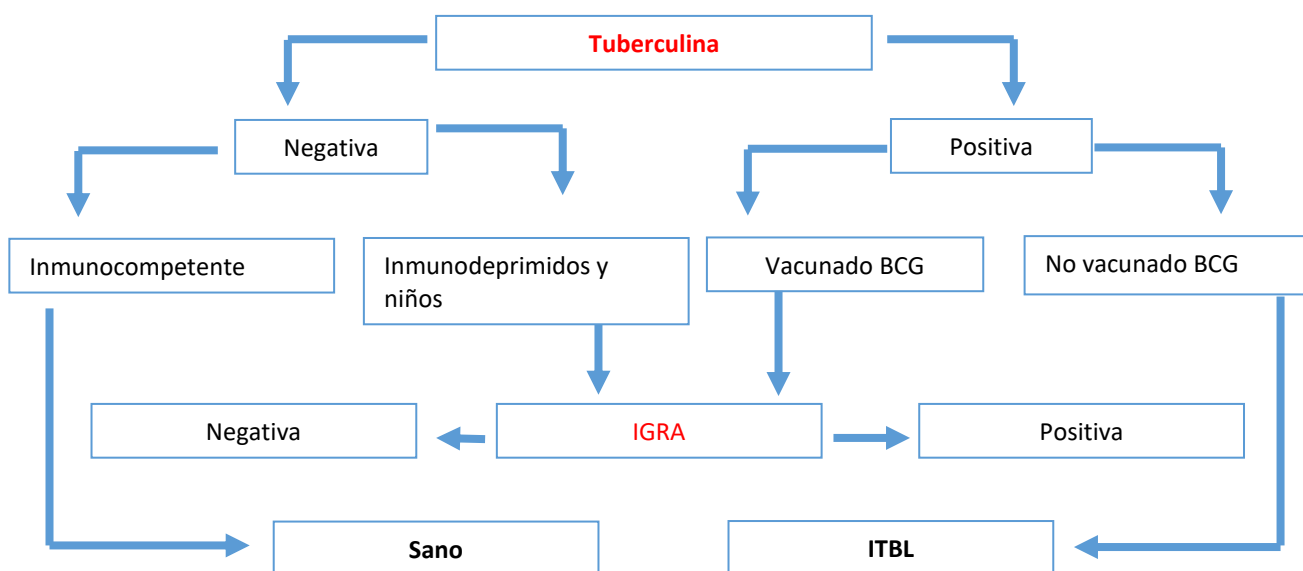 Tuberculina
Negativa
Positiva
Inmunocompetente
Inmunodeprimidos y
niños
Vacunado BCG
No vacunado BCG
Negativa
IGRA
Positiva
Sano
ITBL